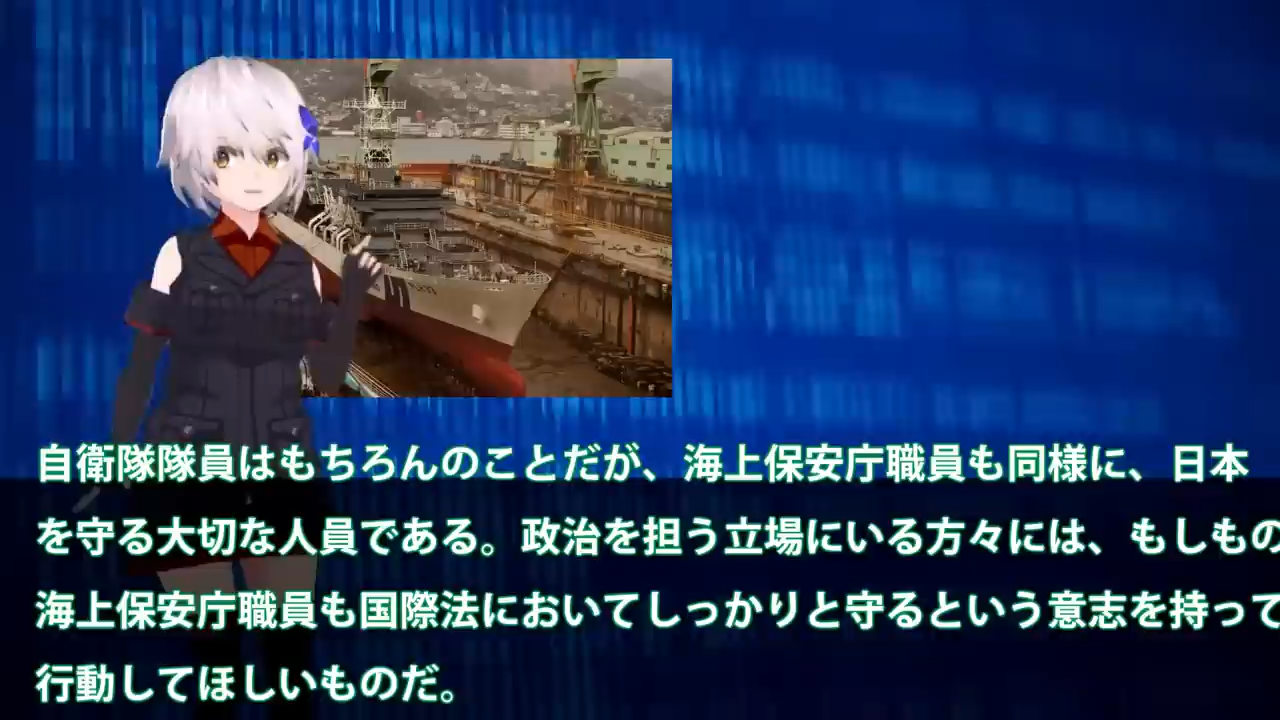 自衛隊隊員はもちろんのことだが、海上保安庁職員も同様に、日本
を守る大切な人員である。政治を担う立場にいる方々には、もしもの
海上保安庁職員も国際法においてしっかりと守るという意志を持って
行動してほしいものだ。